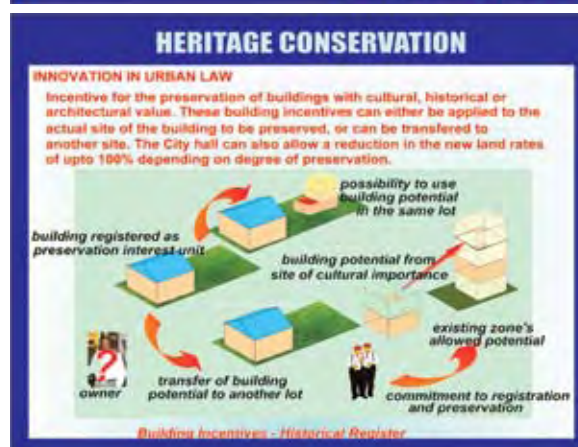 HERITAGE CONSERVATION
INNOVATION IN URBAN LAW
Incentive for the preservation of buildings with cultural, historical or
architectural value. These building incentives can either be applied to the
actual site of the building to be preserved, or can be transfered to
another site. The City hall can also allow a reduction in the new land rates
of upto 100% depending on degree of preservation.
possibility to use
building potential
in the same lot
building registered as
preservation interest unit
building potential from
site of cultural importance
existing zone's
allowed potential
?
owner
transfer of building
potential to another lot
commitment to registration
and preservation
Building Incentives - Historical Register